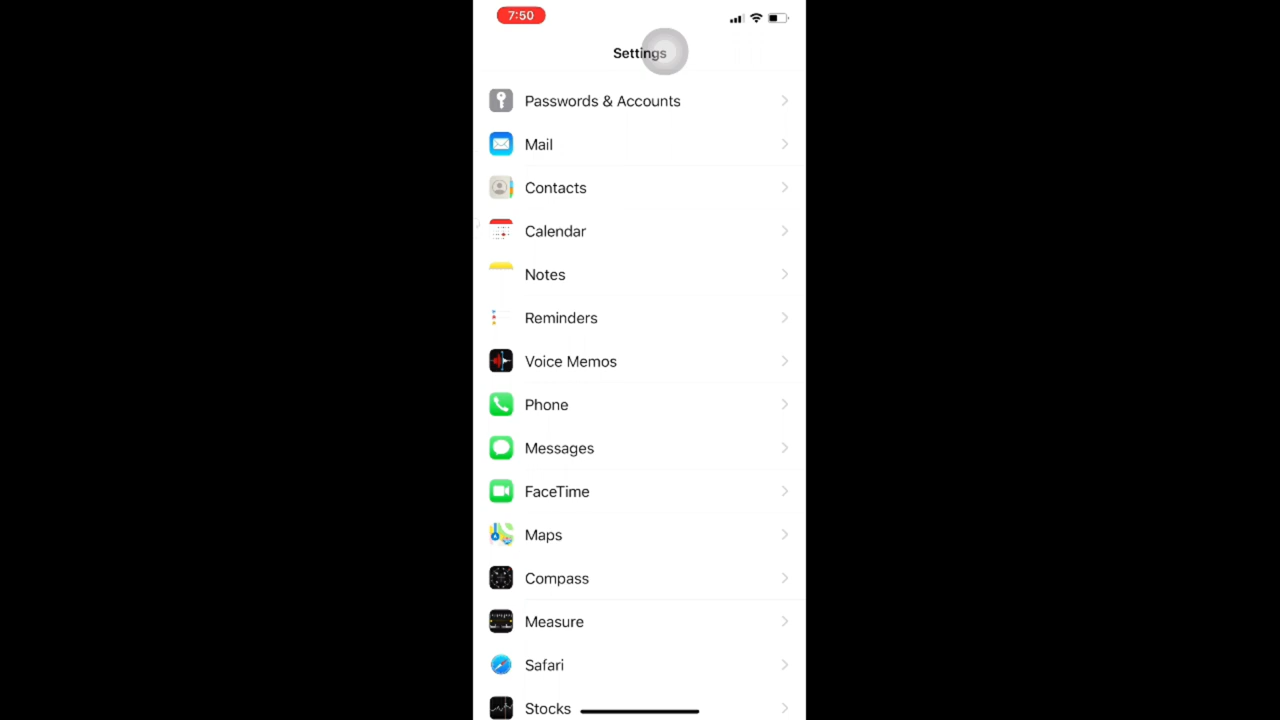 7:50
Settings
Passwords & Accounts
Mail
Contacts
Calendar
Notes
Reminders
Voice Memos
Phone
Messages
FaceTime
Maps
Compass
Measure
Safari
Stocks